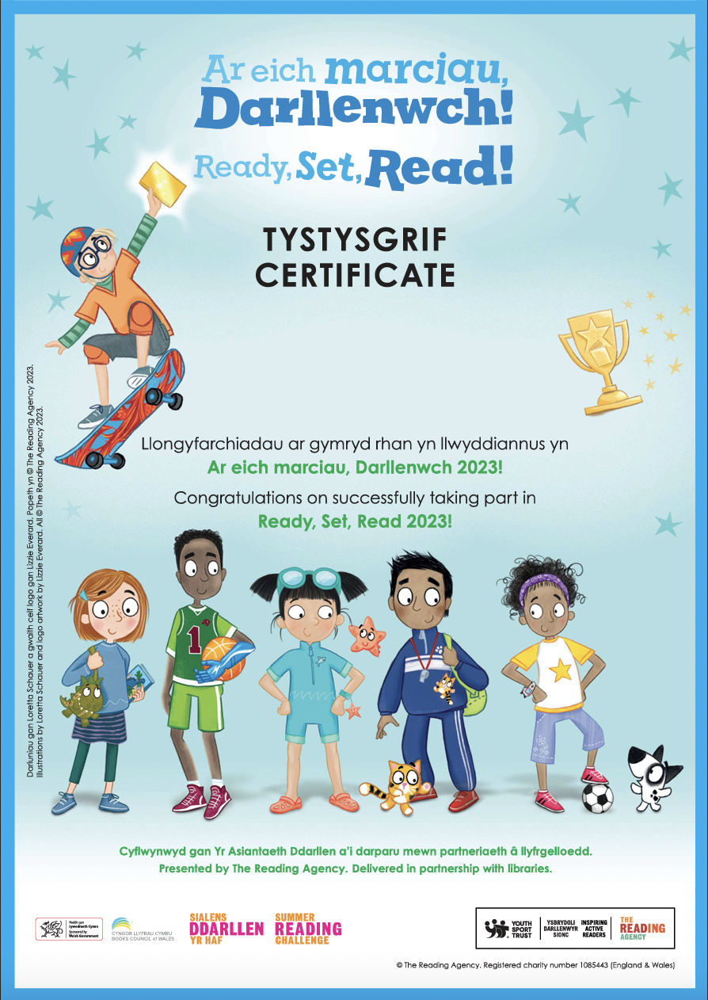 Ar eich marciau,
Darllenwch!
Ready, Set, Read!
TYSTYSGRIF
CERTIFICATE
Llongyfarchiadau ar gymryd rhan yn llwyddiannus yn
Ar eich marciau, Darllenwch 2023!
Congratulations on successfully taking part in
Ready, Set, Read 2023!
Darluniau gan Loretta Schauer a gwaith celf logo gan Lizzie Everard. Popeth yn © The Reading Agency 2023.
Illustrations by Loretta Schauer and logo artwork by Lizzie Everard. All © The Reading Agency 2023.
1
Cyflwynwyd gan Yr Asiantaeth Ddarllen a'i darparu mewn partneriaeth â llyfrgelloedd.
Presented by The Reading Agency. Delivered in partnership with libraries.
Noddir gan
Lywodraeth Cymru
Sponsored by
Welsh Government
CYNGOR LLYFRAU CYMRU
BOOKS COUNCIL of WALES
SIALENS
DDARLLEN
YR HAF
SUMMER
READING
CHALLENGE
YOUTH
SPORT
TRUST
YSBRYDOLI
DARLLENWYR
SIONC
INSPIRING
ACTIVE
READERS
THE
READING
AGENCY
© The Reading Agency. Registered charity number 1085443 (England & Wales)